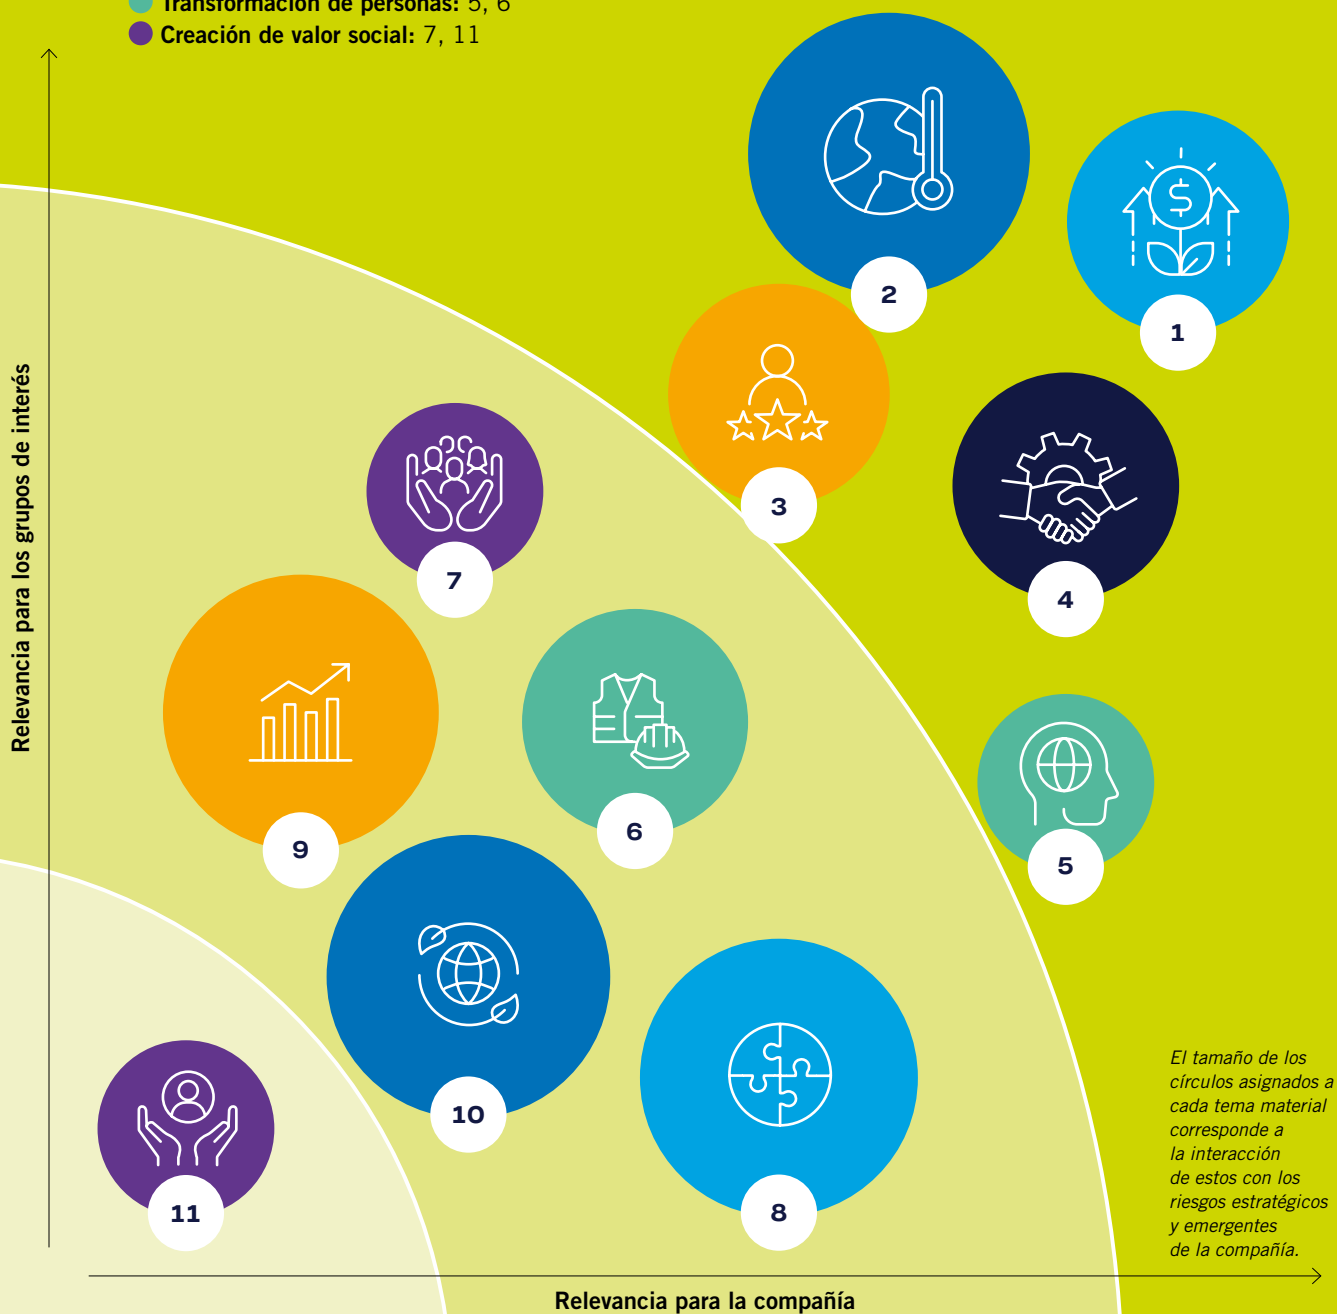 Transformación de personas: 5, 6
Creación de valor social: 7, 11
Relevancia para los grupos de interés
2
1
3
4
7
6
9
5
10
8
11
El tamaño de los
círculos asignados a
cada tema material
corresponde a
la interacción
de estos con los
riesgos estratégicos
y emergentes
de la compañía.
Relevancia para la compañía